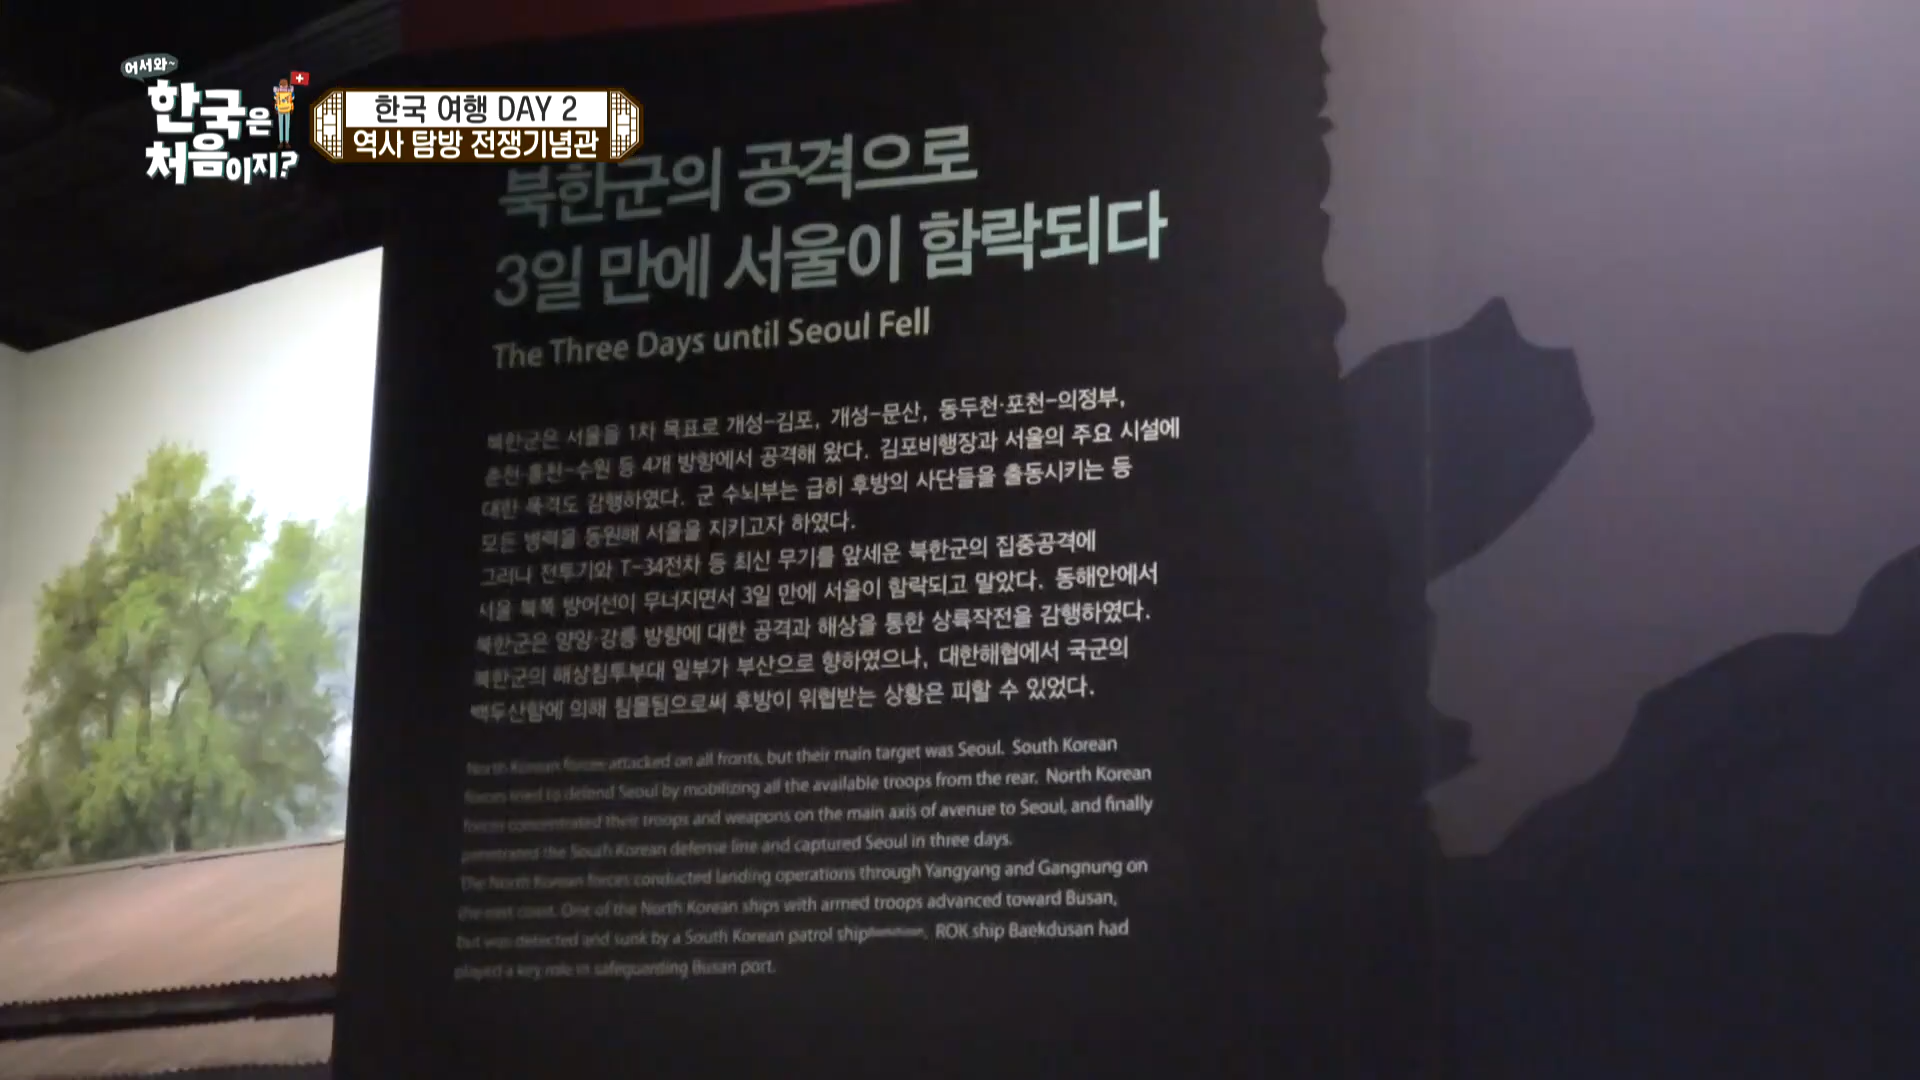 어서와~
한국은
처음이지?
한국 여행 DAY 2
역사 탐방 전쟁기념관
북한군의 공격으로
3일 만에 서울이 함락되다
The Three Days until Seoul Fell
북한군은 서울을 1차 목표로 개성-김포, 개성-문산, 동두천·포천-의정부,
춘천·홍천-수원 등 4개 방향에서 공격해 왔다. 김포비행장과 서울의 주요 시설에
대한 폭격도 감행하였다. 군 수뇌부는 급히 후방의 사단들을 출동시키는 등
모든 병력을 동원해 서울을 지키고자 하였다.
그러나 전투기와 T-34전차 등 최신 무기를 앞세운 북한군의 집중공격에
서울 북쪽 방어선이 무너지면서 3일 만에 서울이 함락되고 말았다. 동해안에서
북한군은 양양·강릉 방향에 대한 공격과 해상을 통한 상륙작전을 감행하였다.
북한군의 해상침투부대 일부가 부산으로 향하였으나, 대한해협에서 국군의
백두산함에 의해 침몰됨으로써 후방이 위협받는 상황은 피할 수 있었다.
North Korean forces attacked on all fronts, but their main target was Seoul. South Korean
forces tried to defend Seoul by mobilizing all the available troops from the rear. North Korean
forces concentrated their troops and weapons on the main axis of avenue to Seoul, and finally
penetrated the South Korean defense line and captured Seoul in three days.
The North Korean forces conducted landing operations through Yangyang and Gangnung on
the east coast. One of the North Korean ships with armed troops advanced toward Busan,
but was detected and sunk by a South Korean patrol ship. ROK ship Baekdusan had
played a key role in safeguarding Busan port.